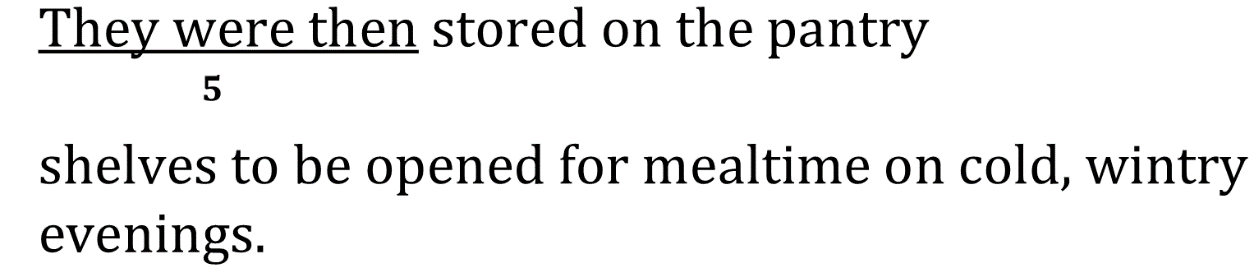 They were then stored on the pantry
5
shelves to be opened for mealtime on cold, wintry
evenings.